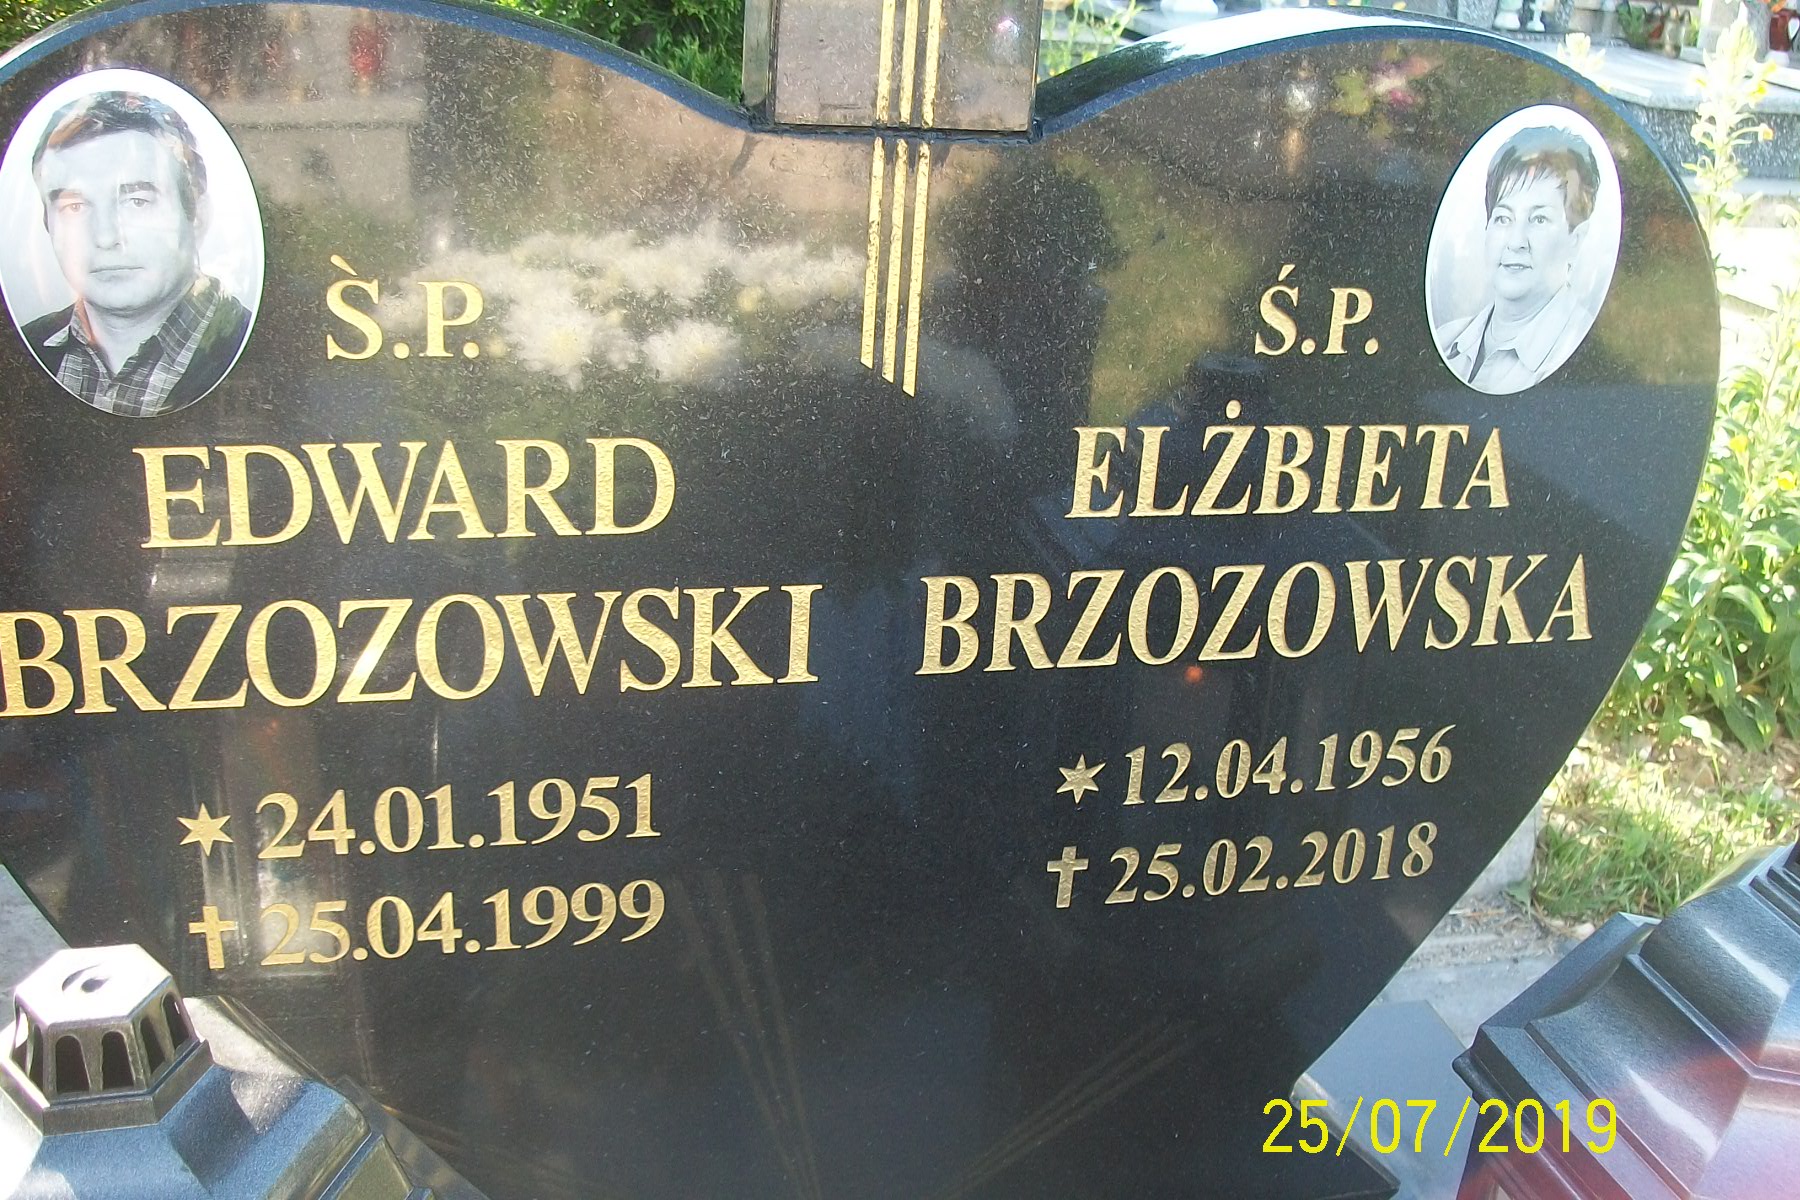 S̀.P.
EDWARD
BRZOZOWSKI
✶ 24.01.1951
✝ 25.04.1999
Ś.P.
ELŻBIETA
BRZOZOWSKA
✶ 12.04.1956
✝ 25.02.2018
25/07/2019